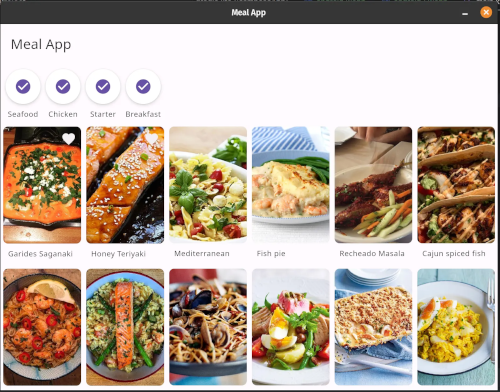 Meal App
Meal App
Seafood
Chicken
Starter
Breakfast
Garides Saganaki
Honey Teriyaki
Mediterranean
Fish pie
Recheado Masala
Cajun spiced fish